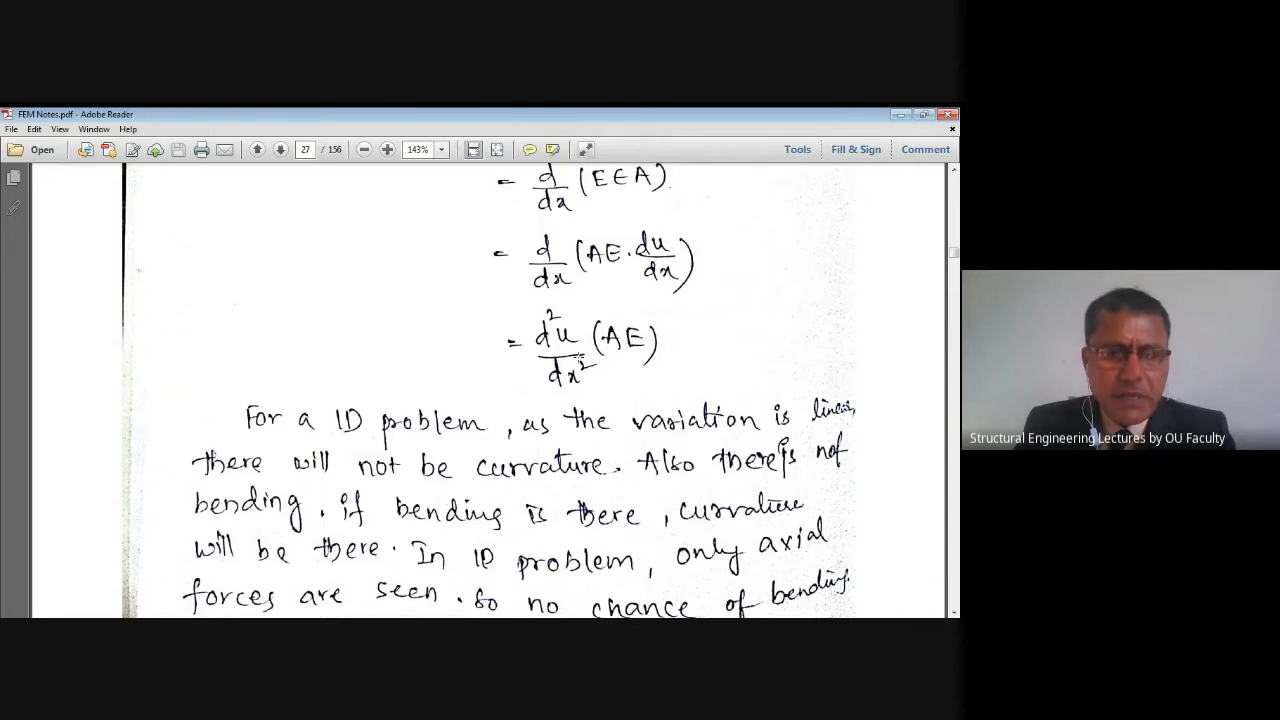 FEM Notes.pdf - Adobe Reader
File Edit View Window Help
Open 27 / 156 143% Tools Fill & Sign Comment
= d/dx (E∈A).
= d/dx (AE · du/dx)
= d²u/dx² (AE)
For a 1D problem, as the variation is linear,
there will not be curvature. Also there is not
bending. if bending is there, curvature
will be there. In 1D problem, only axial
forces are seen. So no chance of bending.
Structural Engineering Lectures by OU Faculty